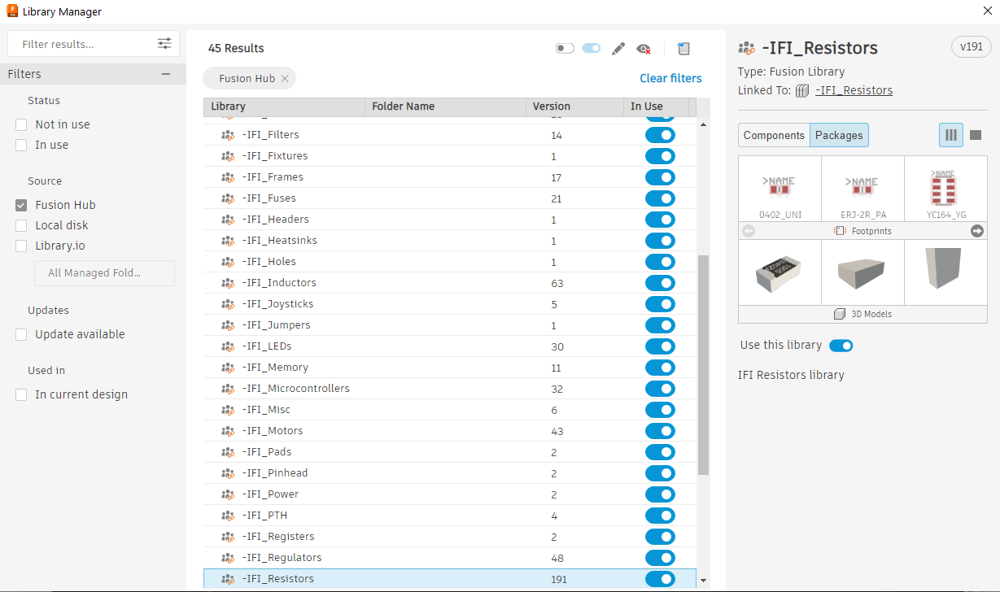 Library Manager
Filter results...
Filters
Status
Not in use
In use
Source
Fusion Hub
Local disk
Library.io
All Managed Fold...
Updates
Update available
Used in
In current design
45 Results
Fusion Hub
Clear filters
Library Folder Name Version In Use
-IFI_Filters 14
-IFI_Fixtures 1
-IFI_Frames 17
-IFI_Fuses 21
-IFI_Headers 1
-IFI_Heatsinks 1
-IFI_Holes 1
-IFI_Inductors 63
-IFI_Joysticks 5
-IFI_Jumpers 1
-IFI_LEDs 30
-IFI_Memory 11
-IFI_Microcontrollers 32
-IFI_Misc 6
-IFI_Motors 43
-IFI_Pads 2
-IFI_Pinhead 2
-IFI_Power 2
-IFI_PTH 4
-IFI_Registers 2
-IFI_Regulators 48
-IFI_Resistors 191
-IFI_Resistors v191
Type: Fusion Library
Linked To: -IFI_Resistors
Components Packages
>NAME >NAME >NAME
0402_UNI ERJ-2R_PA YC164_YG
Footprints
3D Models
Use this library
IFI Resistors library